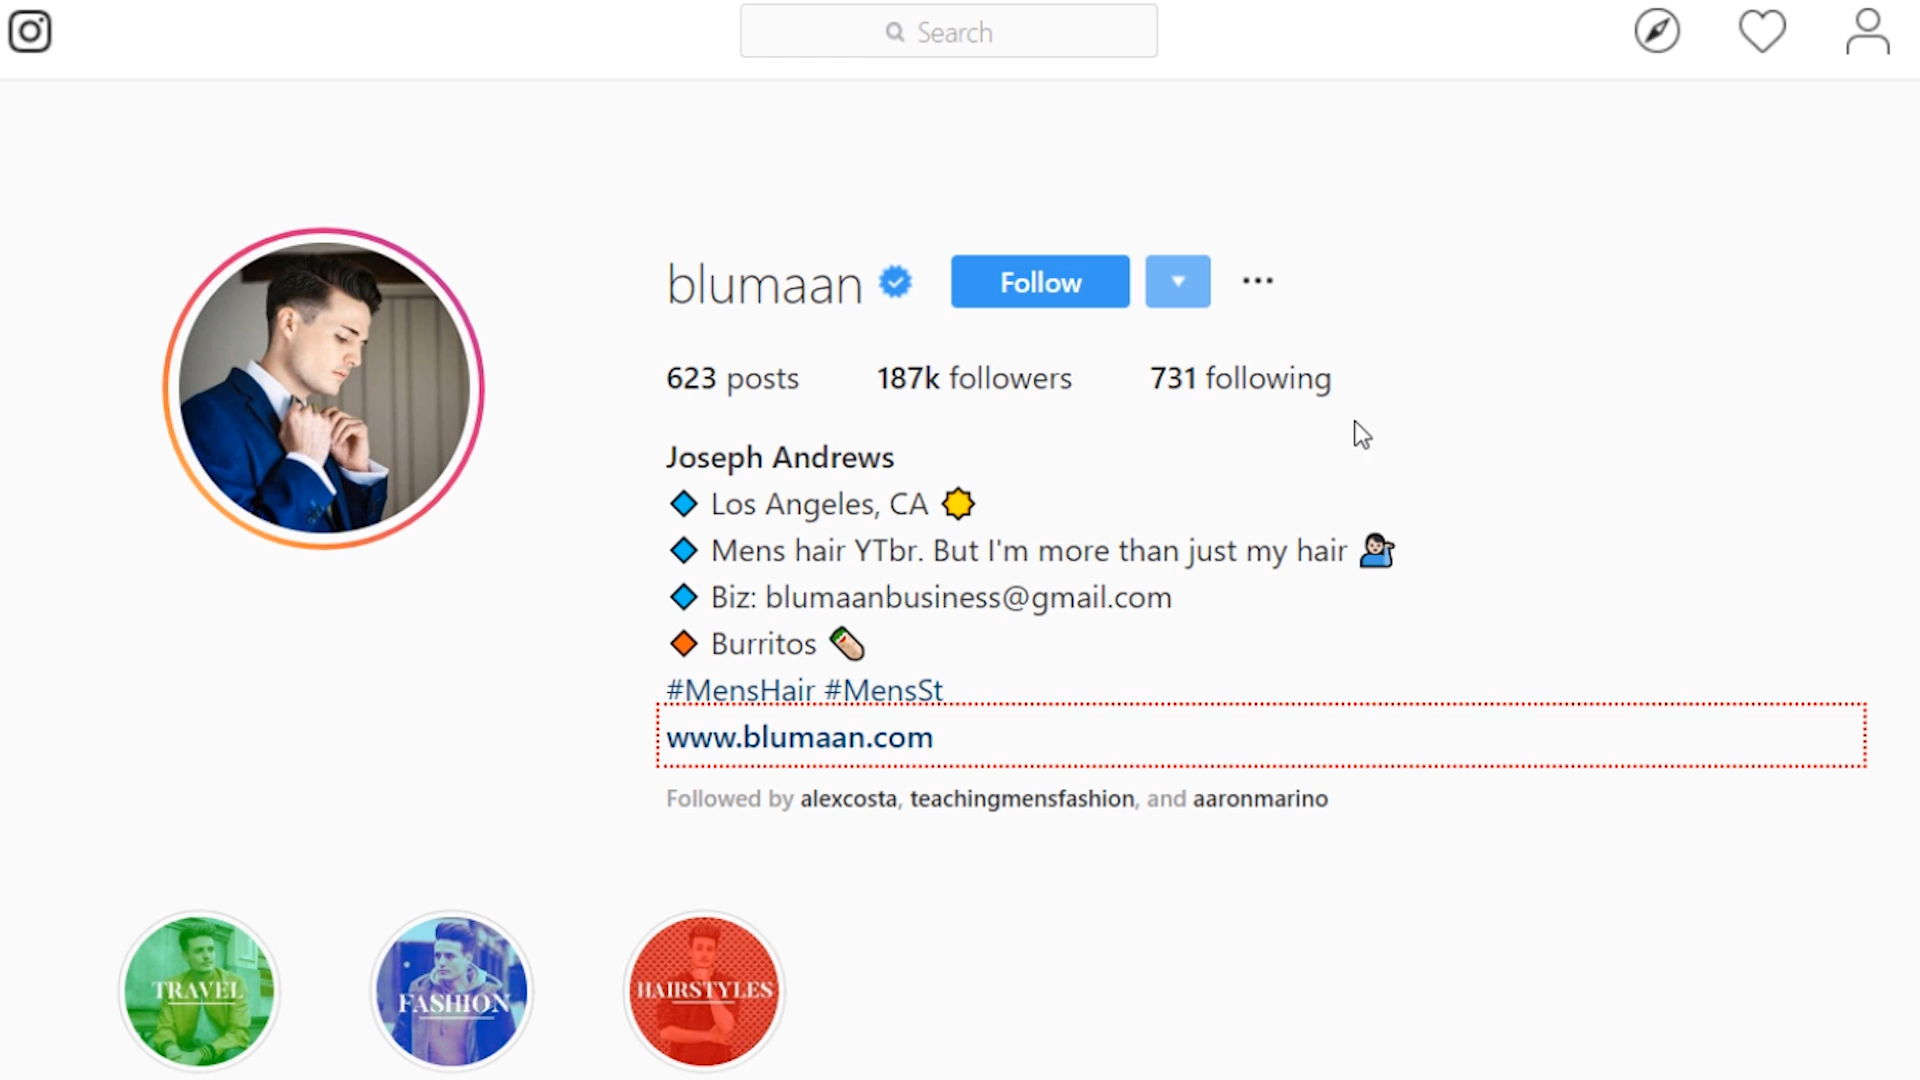 Search
blumaan Follow
623 posts 187k followers 731 following
Joseph Andrews
Los Angeles, CA
Mens hair YTbr. But I'm more than just my hair
Biz: blumaanbusiness@gmail.com
Burritos
#MensHair #MensSt
www.blumaan.com
Followed by alexcosta, teachingmensfashion, and aaronmarino
TRAVEL
FASHION
HAIRSTYLES